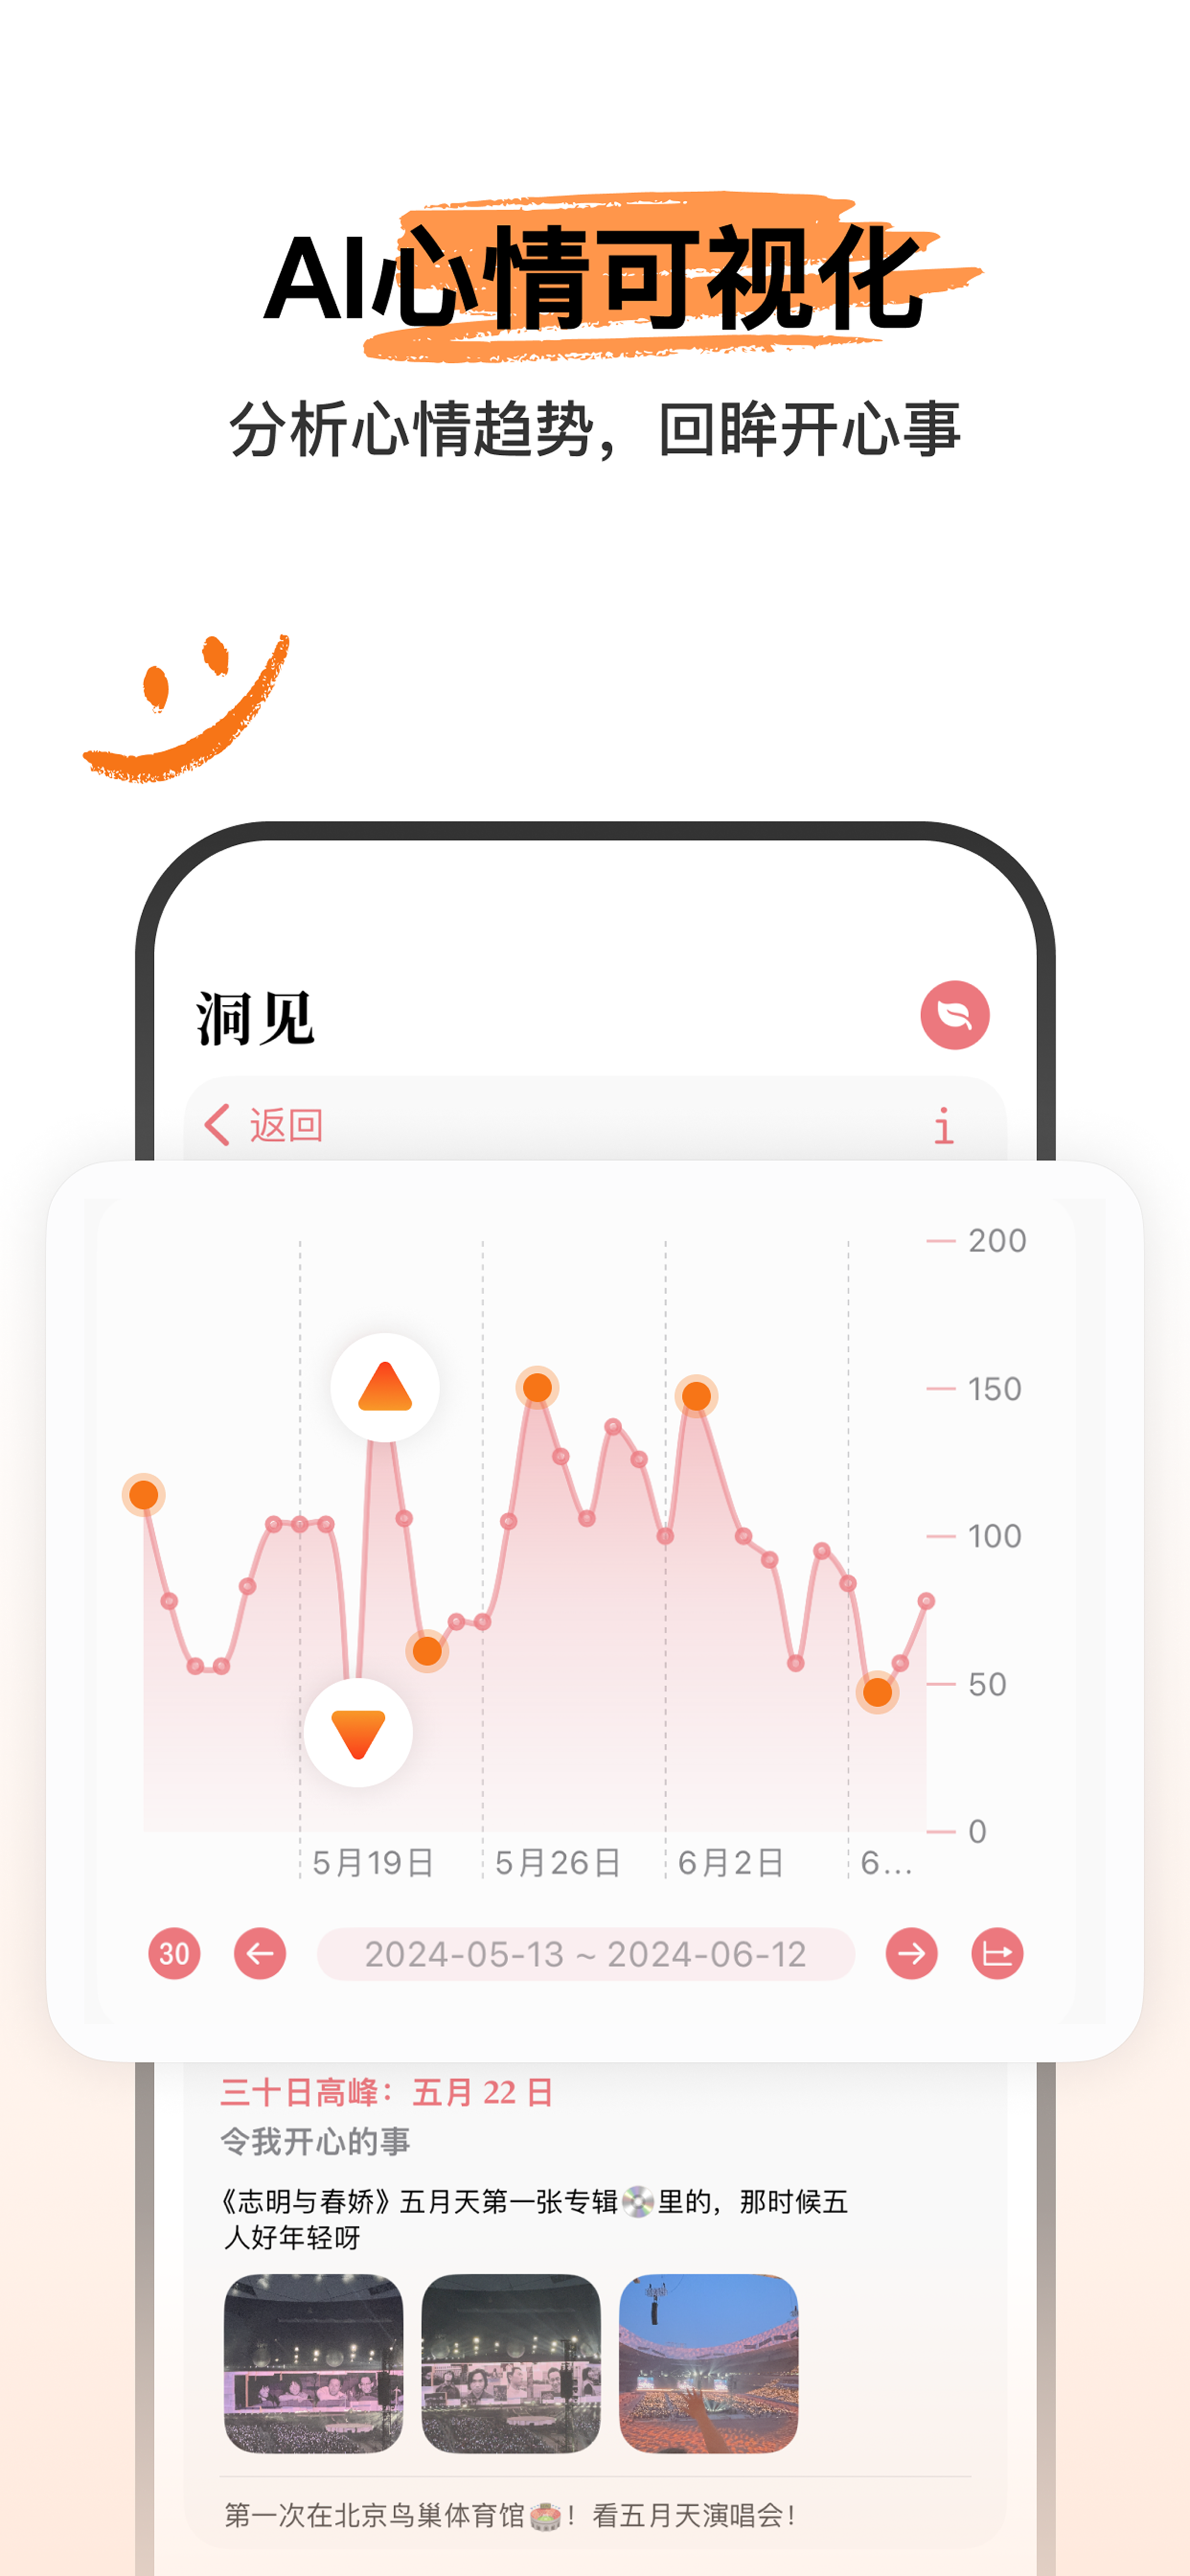 AI心情可视化
分析心情趋势，回眸开心事
洞见
返回
i
200
150
100
50
0
5月19日
5月26日
6月2日
6...
30
2024-05-13 ~ 2024-06-12
三十日高峰：五月 22 日
令我开心的事
《志明与春娇》五月天第一张专辑💿里的，那时候五
人好年轻呀
第一次在北京鸟巢体育馆🏟️！看五月天演唱会！